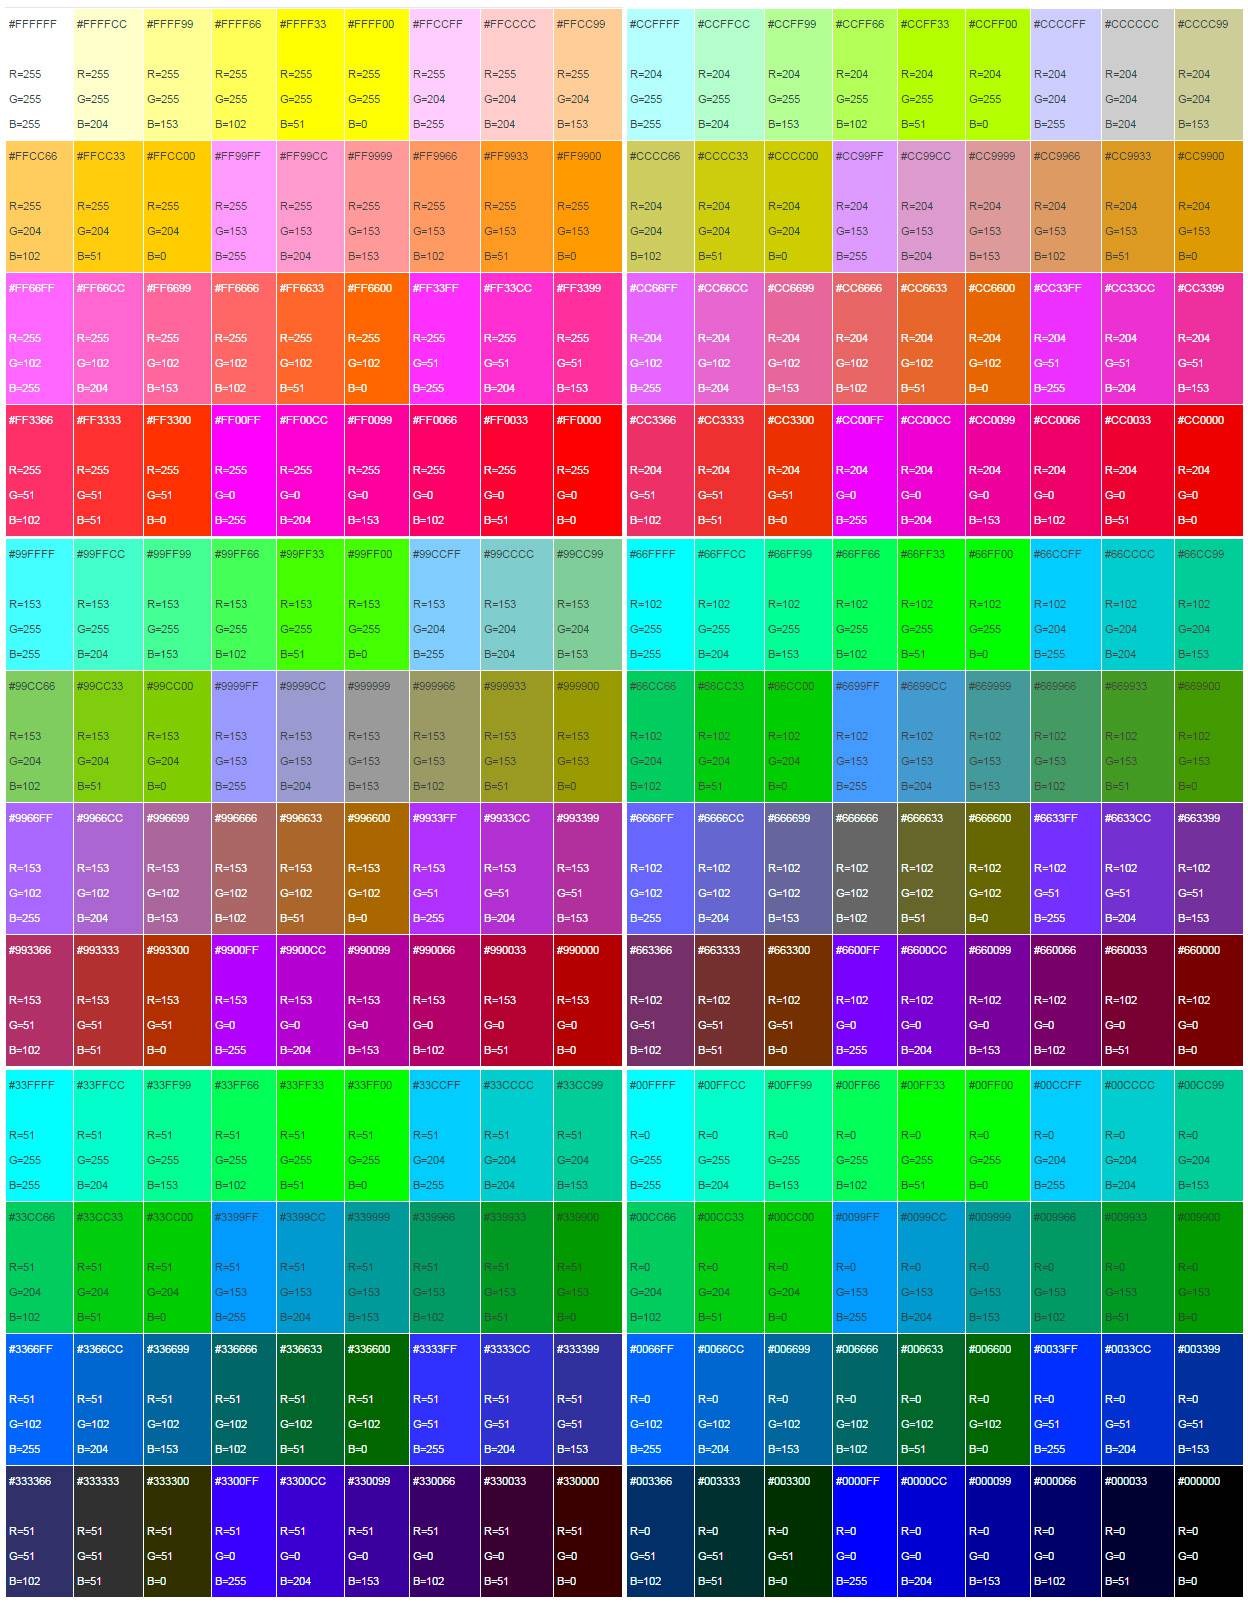 #FFFFFF #FFFFCC #FFFF99 #FFFF66 #FFFF33 #FFFF00 #FFCCFF #FFCCCC #FFCC99 #CCFFFF #CCFFCC #CCFF99 #CCFF66 #CCFF33 #CCFF00 #CCCCFF #CCCCCC #CCCC99
R=255 R=255 R=255 R=255 R=255 R=255 R=255 R=255 R=255 R=204 R=204 R=204 R=204 R=204 R=204 R=204 R=204 R=204
G=255 G=255 G=255 G=255 G=255 G=255 G=204 G=204 G=204 G=255 G=255 G=255 G=255 G=255 G=255 G=204 G=204 G=204
B=255 B=204 B=153 B=102 B=51 B=0 B=255 B=204 B=153 B=255 B=204 B=153 B=102 B=51 B=0 B=255 B=204 B=153
#FFCC66 #FFCC33 #FFCC00 #FF99FF #FF99CC #FF9999 #FF9966 #FF9933 #FF9900 #CCCC66 #CCCC33 #CCCC00 #CC99FF #CC99CC #CC9999 #CC9966 #CC9933 #CC9900
R=255 R=255 R=255 R=255 R=255 R=255 R=255 R=255 R=255 R=204 R=204 R=204 R=204 R=204 R=204 R=204 R=204 R=204
G=204 G=204 G=204 G=153 G=153 G=153 G=153 G=153 G=153 G=204 G=204 G=204 G=153 G=153 G=153 G=153 G=153 G=153
B=102 B=51 B=0 B=255 B=204 B=153 B=102 B=51 B=0 B=102 B=51 B=0 B=255 B=204 B=153 B=102 B=51 B=0
#FF66FF #FF66CC #FF6699 #FF6666 #FF6633 #FF6600 #FF33FF #FF33CC #FF3399 #CC66FF #CC66CC #CC6699 #CC6666 #CC6633 #CC6600 #CC33FF #CC33CC #CC3399
R=255 R=255 R=255 R=255 R=255 R=255 R=255 R=255 R=255 R=204 R=204 R=204 R=204 R=204 R=204 R=204 R=204 R=204
G=102 G=102 G=102 G=102 G=102 G=102 G=51 G=51 G=51 G=102 G=102 G=102 G=102 G=102 G=102 G=51 G=51 G=51
B=255 B=204 B=153 B=102 B=51 B=0 B=255 B=204 B=153 B=255 B=204 B=153 B=102 B=51 B=0 B=255 B=204 B=153
#FF3366 #FF3333 #FF3300 #FF00FF #FF00CC #FF0099 #FF0066 #FF0033 #FF0000 #CC3366 #CC3333 #CC3300 #CC00FF #CC00CC #CC0099 #CC0066 #CC0033 #CC0000
R=255 R=255 R=255 R=255 R=255 R=255 R=255 R=255 R=255 R=204 R=204 R=204 R=204 R=204 R=204 R=204 R=204 R=204
G=51 G=51 G=51 G=0 G=0 G=0 G=0 G=0 G=0 G=51 G=51 G=51 G=0 G=0 G=0 G=0 G=0 G=0
B=102 B=51 B=0 B=255 B=204 B=153 B=102 B=51 B=0 B=102 B=51 B=0 B=255 B=204 B=153 B=102 B=51 B=0
#99FFFF #99FFCC #99FF99 #99FF66 #99FF33 #99FF00 #99CCFF #99CCCC #99CC99 #66FFFF #66FFCC #66FF99 #66FF66 #66FF33 #66FF00 #66CCFF #66CCCC #66CC99
R=153 R=153 R=153 R=153 R=153 R=153 R=153 R=153 R=153 R=102 R=102 R=102 R=102 R=102 R=102 R=102 R=102 R=102
G=255 G=255 G=255 G=255 G=255 G=255 G=204 G=204 G=204 G=255 G=255 G=255 G=255 G=255 G=255 G=204 G=204 G=204
B=255 B=204 B=153 B=102 B=51 B=0 B=255 B=204 B=153 B=255 B=204 B=153 B=102 B=51 B=0 B=255 B=204 B=153
#99CC66 #99CC33 #99CC00 #9999FF #9999CC #999999 #999966 #999933 #999900 #66CC66 #66CC33 #66CC00 #6699FF #6699CC #669999 #669966 #669933 #669900
R=153 R=153 R=153 R=153 R=153 R=153 R=153 R=153 R=153 R=102 R=102 R=102 R=102 R=102 R=102 R=102 R=102 R=102
G=204 G=204 G=204 G=153 G=153 G=153 G=153 G=153 G=153 G=204 G=204 G=204 G=153 G=153 G=153 G=153 G=153 G=153
B=102 B=51 B=0 B=255 B=204 B=153 B=102 B=51 B=0 B=102 B=51 B=0 B=255 B=204 B=153 B=102 B=51 B=0
#9966FF #9966CC #996699 #996666 #996633 #996600 #9933FF #9933CC #993399 #6666FF #6666CC #666699 #666666 #666633 #666600 #6633FF #6633CC #663399
R=153 R=153 R=153 R=153 R=153 R=153 R=153 R=153 R=153 R=102 R=102 R=102 R=102 R=102 R=102 R=102 R=102 R=102
G=102 G=102 G=102 G=102 G=102 G=102 G=51 G=51 G=51 G=102 G=102 G=102 G=102 G=102 G=102 G=51 G=51 G=51
B=255 B=204 B=153 B=102 B=51 B=0 B=255 B=204 B=153 B=255 B=204 B=153 B=102 B=51 B=0 B=255 B=204 B=153
#993366 #993333 #993300 #9900FF #9900CC #990099 #990066 #990033 #990000 #663366 #663333 #663300 #6600FF #6600CC #660099 #660066 #660033 #660000
R=153 R=153 R=153 R=153 R=153 R=153 R=153 R=153 R=153 R=102 R=102 R=102 R=102 R=102 R=102 R=102 R=102 R=102
G=51 G=51 G=51 G=0 G=0 G=0 G=0 G=0 G=0 G=51 G=51 G=51 G=0 G=0 G=0 G=0 G=0 G=0
B=102 B=51 B=0 B=255 B=204 B=153 B=102 B=51 B=0 B=102 B=51 B=0 B=255 B=204 B=153 B=102 B=51 B=0
#33FFFF #33FFCC #33FF99 #33FF66 #33FF33 #33FF00 #33CCFF #33CCCC #33CC99 #00FFFF #00FFCC #00FF99 #00FF66 #00FF33 #00FF00 #00CCFF #00CCCC #00CC99
R=51 R=51 R=51 R=51 R=51 R=51 R=51 R=51 R=51 R=0 R=0 R=0 R=0 R=0 R=0 R=0 R=0 R=0
G=255 G=255 G=255 G=255 G=255 G=255 G=204 G=204 G=204 G=255 G=255 G=255 G=255 G=255 G=255 G=204 G=204 G=204
B=255 B=204 B=153 B=102 B=51 B=0 B=255 B=204 B=153 B=255 B=204 B=153 B=102 B=51 B=0 B=255 B=204 B=153
#33CC66 #33CC33 #33CC00 #3399FF #3399CC #339999 #339966 #339933 #339900 #00CC66 #00CC33 #00CC00 #0099FF #0099CC #009999 #009966 #009933 #009900
R=51 R=51 R=51 R=51 R=51 R=51 R=51 R=51 R=51 R=0 R=0 R=0 R=0 R=0 R=0 R=0 R=0 R=0
G=204 G=204 G=204 G=153 G=153 G=153 G=153 G=153 G=153 G=204 G=204 G=204 G=153 G=153 G=153 G=153 G=153 G=153
B=102 B=51 B=0 B=255 B=204 B=153 B=102 B=51 B=0 B=102 B=51 B=0 B=255 B=204 B=153 B=102 B=51 B=0
#3366FF #3366CC #336699 #336666 #336633 #336600 #3333FF #3333CC #333399 #0066FF #0066CC #006699 #006666 #006633 #006600 #0033FF #0033CC #003399
R=51 R=51 R=51 R=51 R=51 R=51 R=51 R=51 R=51 R=0 R=0 R=0 R=0 R=0 R=0 R=0 R=0 R=0
G=102 G=102 G=102 G=102 G=102 G=102 G=51 G=51 G=51 G=102 G=102 G=102 G=102 G=102 G=102 G=51 G=51 G=51
B=255 B=204 B=153 B=102 B=51 B=0 B=255 B=204 B=153 B=255 B=204 B=153 B=102 B=51 B=0 B=255 B=204 B=153
#333366 #333333 #333300 #3300FF #3300CC #330099 #330066 #330033 #330000 #003366 #003333 #003300 #0000FF #0000CC #000099 #000066 #000033 #000000
R=51 R=51 R=51 R=51 R=51 R=51 R=51 R=51 R=51 R=0 R=0 R=0 R=0 R=0 R=0 R=0 R=0 R=0
G=51 G=51 G=51 G=0 G=0 G=0 G=0 G=0 G=0 G=51 G=51 G=51 G=0 G=0 G=0 G=0 G=0 G=0
B=102 B=51 B=0 B=255 B=204 B=153 B=102 B=51 B=0 B=102 B=51 B=0 B=255 B=204 B=153 B=102 B=51 B=0